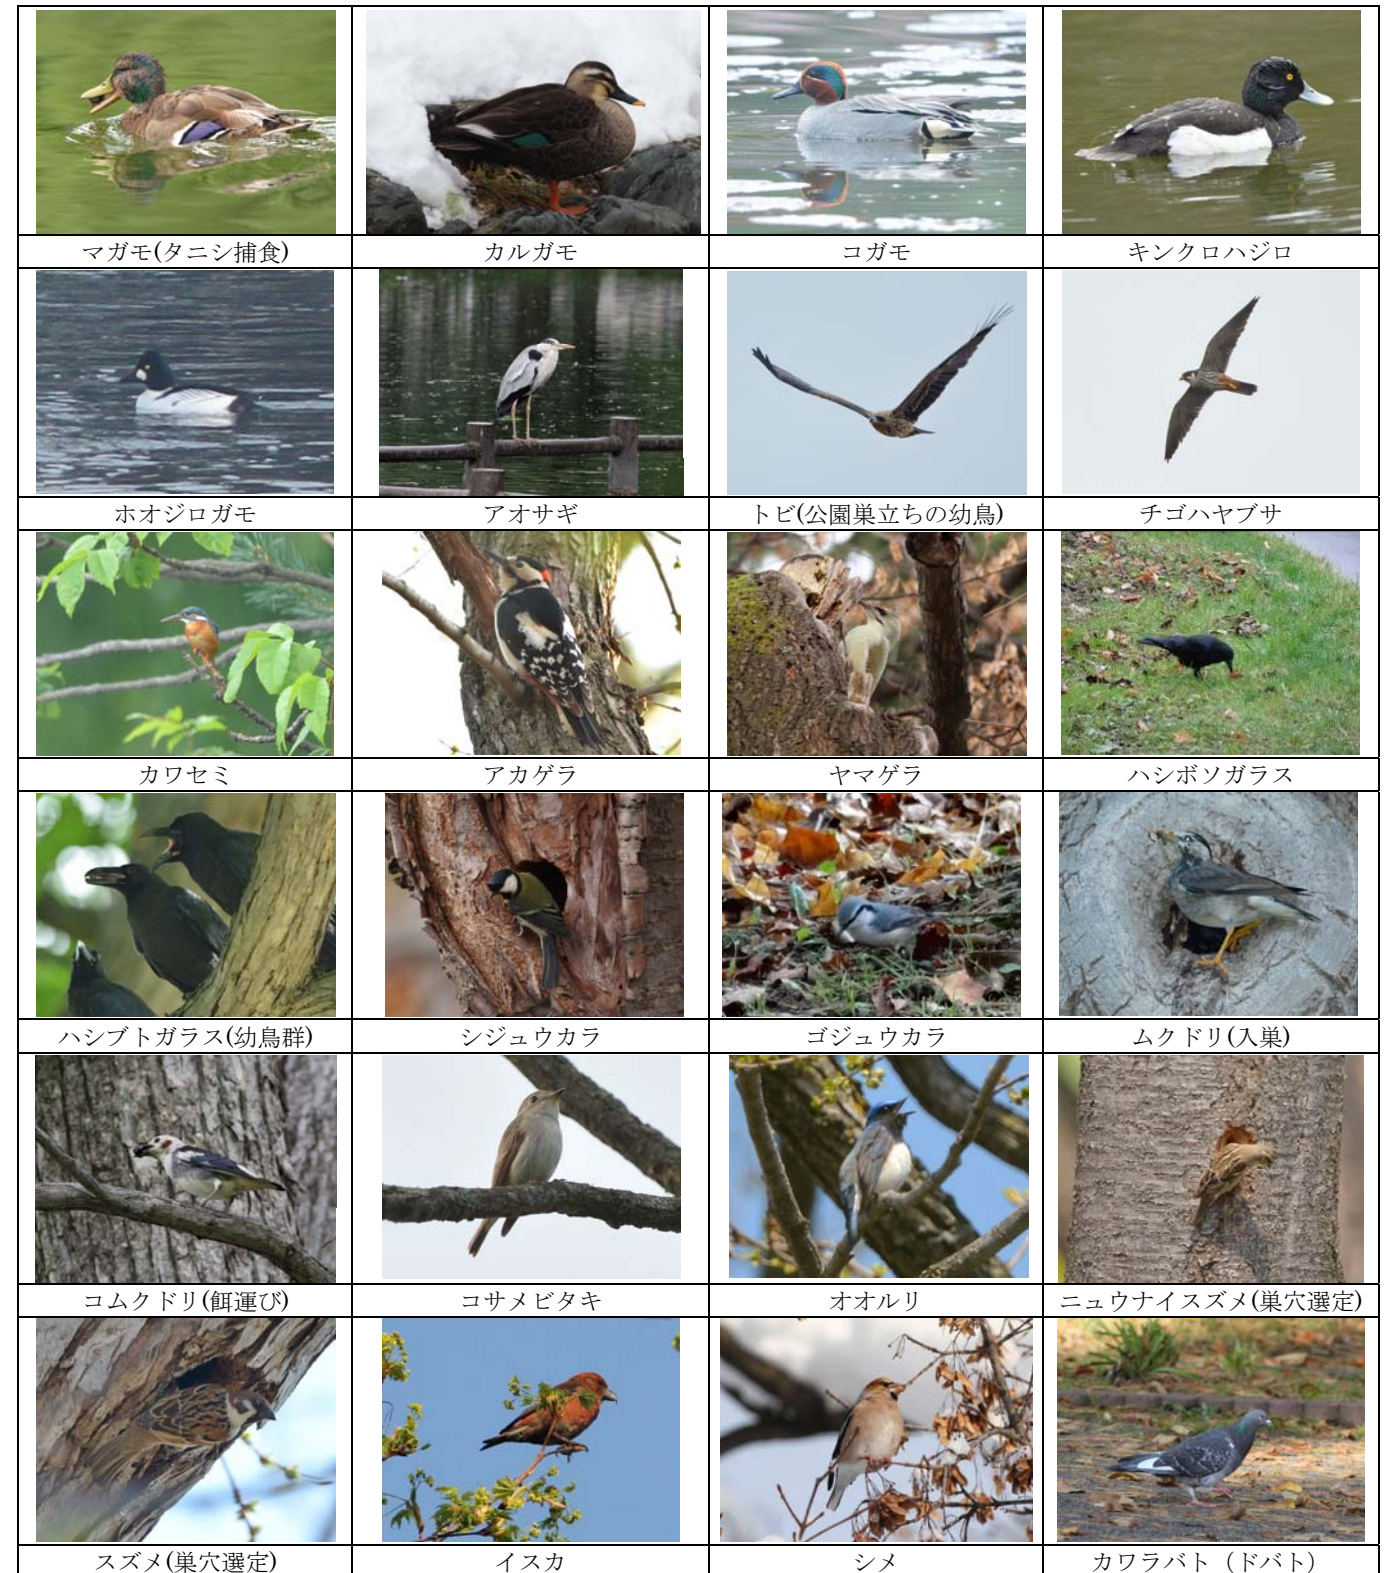 マガモ(タニシ捕食)
カルガモ
コガモ
キンクロハジロ
ホオジロガモ
アオサギ
トビ(公園巣立ちの幼鳥)
チゴハヤブサ
カワセミ
アカゲラ
ヤマゲラ
ハシボソガラス
ハシブトガラス(幼鳥群)
シジュウカラ
ゴジュウカラ
ムクドリ(入巣)
コムクドリ(餌運び)
コサメビタキ
オオルリ
ニュウナイスズメ(巣穴選定)
スズメ(巣穴選定)
イスカ
シメ
カワラバト（ドバト）